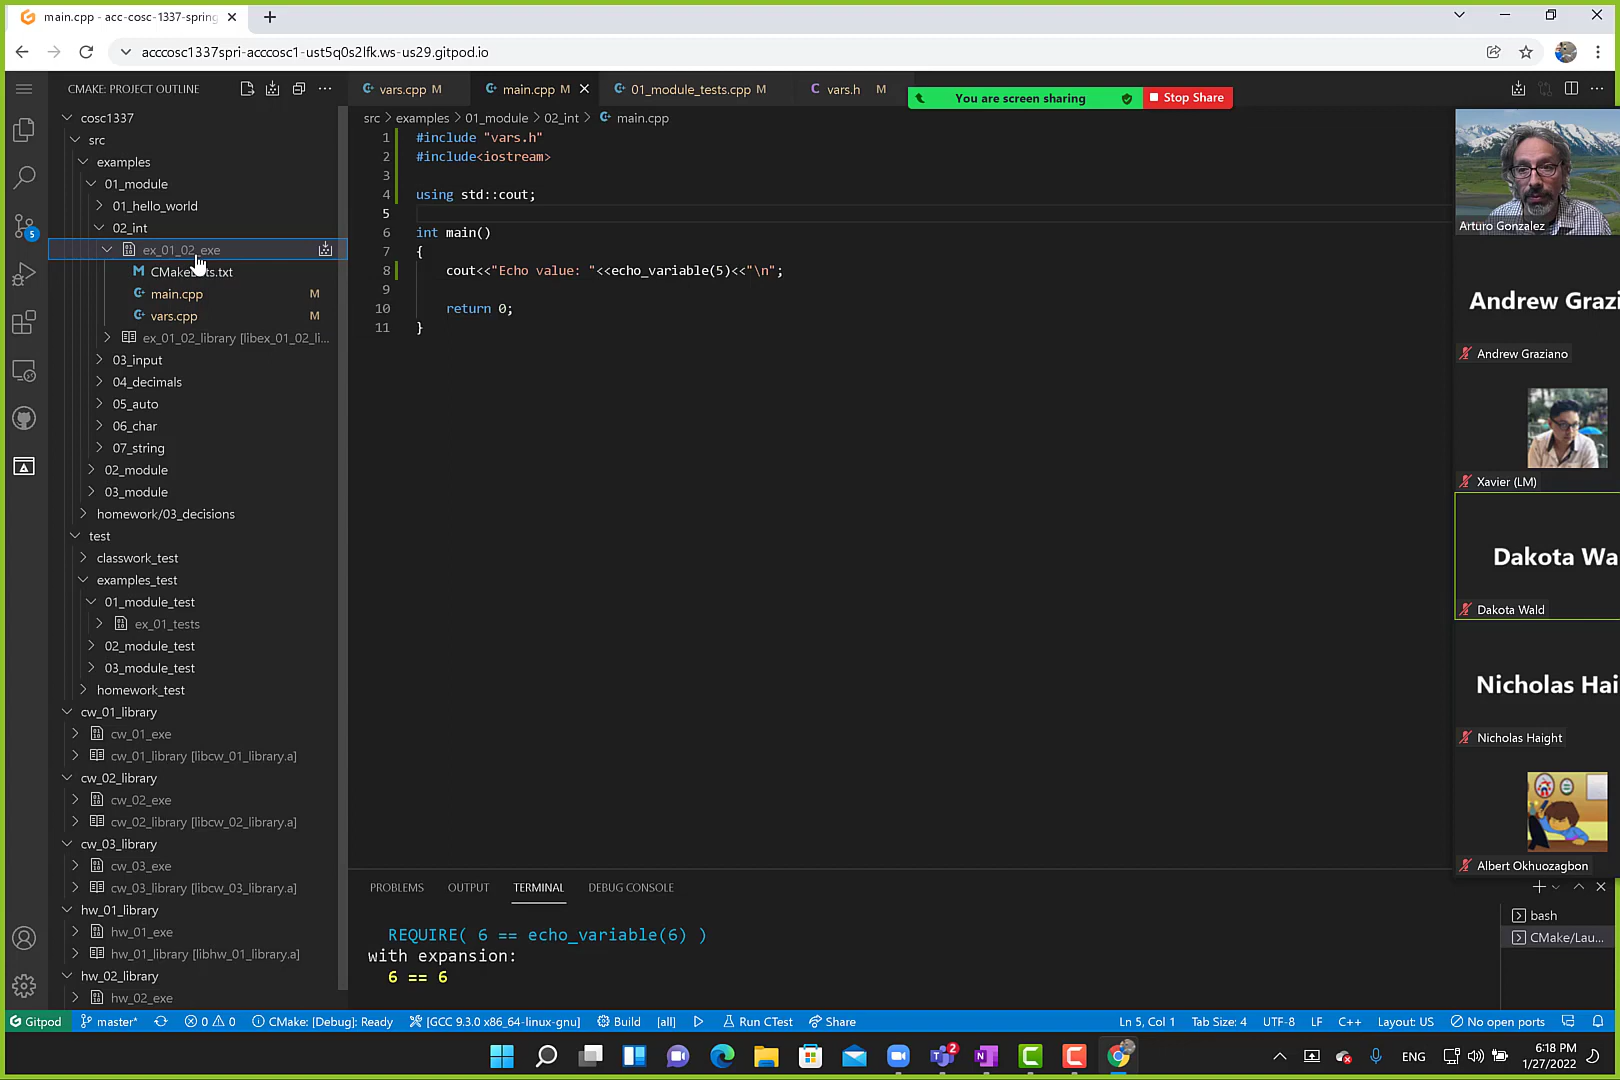 main.cpp - acc-cosc-1337-spring
acccosc1337spri-acccosc1-ust5q0s2lfk.ws-us29.gitpod.io
CMAKE: PROJECT OUTLINE
vars.cpp M
main.cpp M
01_module_tests.cpp M
vars.h M
You are screen sharing
Stop Share
src > examples > 01_module > 02_int > main.cpp
cosc1337
src
examples
01_module
01_hello_world
02_int
ex_01_02_exe
CMakeLists.txt
main.cpp M
vars.cpp M
ex_01_02_library [libex_01_02_li...
03_input
04_decimals
05_auto
06_char
07_string
02_module
03_module
homework/03_decisions
test
classwork_test
examples_test
01_module_test
ex_01_tests
02_module_test
03_module_test
homework_test
cw_01_library
cw_01_exe
cw_01_library [libcw_01_library.a]
cw_02_library
cw_02_exe
cw_02_library [libcw_02_library.a]
cw_03_library
cw_03_exe
cw_03_library [libcw_03_library.a]
hw_01_library
hw_01_exe
hw_01_library [libhw_01_library.a]
hw_02_library
hw_02_exe
5
1 #include "vars.h"
2 #include<iostream>
3
4 using std::cout;
5
6 int main()
7 {
8 cout<<"Echo value: "<<echo_variable(5)<<"\n";
9
10 return 0;
11 }
Arturo Gonzalez
Andrew Grazi
Andrew Graziano
Xavier (LM)
Dakota Wa
Dakota Wald
Nicholas Hai
Nicholas Haight
Albert Okhuozagbon
PROBLEMS OUTPUT TERMINAL DEBUG CONSOLE
REQUIRE( 6 == echo_variable(6) )
with expansion:
6 == 6
bash
CMake/Lau...
Gitpod master* 0 0 CMake: [Debug]: Ready [GCC 9.3.0 x86_64-linux-gnu] Build [all] Run CTest Share Ln 5, Col 1 Tab Size: 4 UTF-8 LF C++ Layout: US No open ports
2
ENG
6:18 PM
1/27/2022